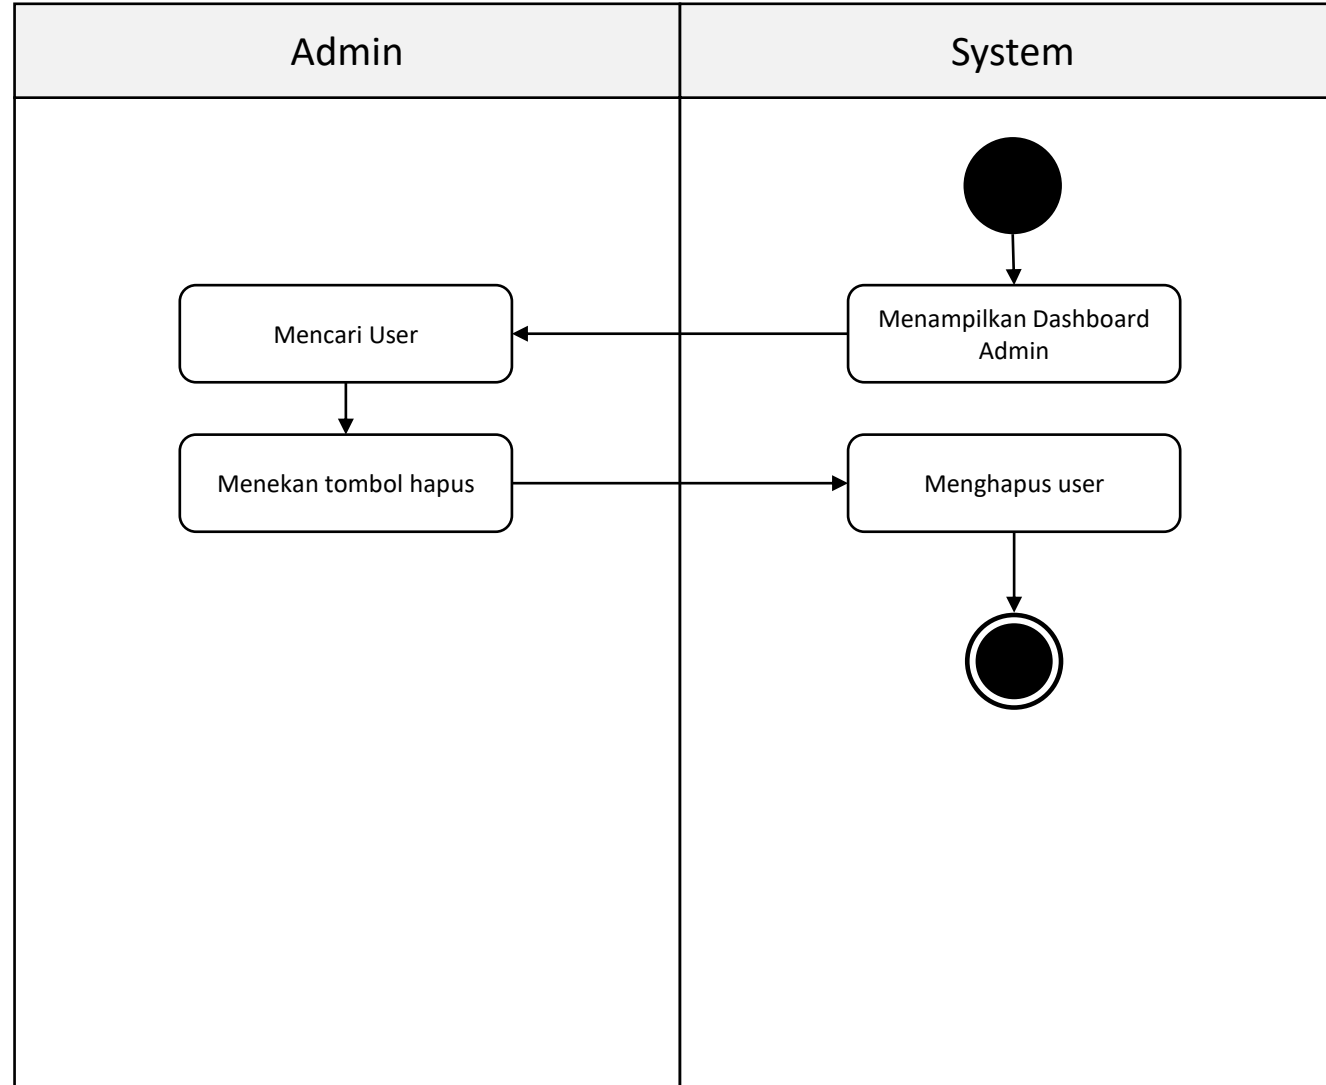 Admin
System
Mencari User
Menampilkan Dashboard
Admin
Menekan tombol hapus
Menghapus user